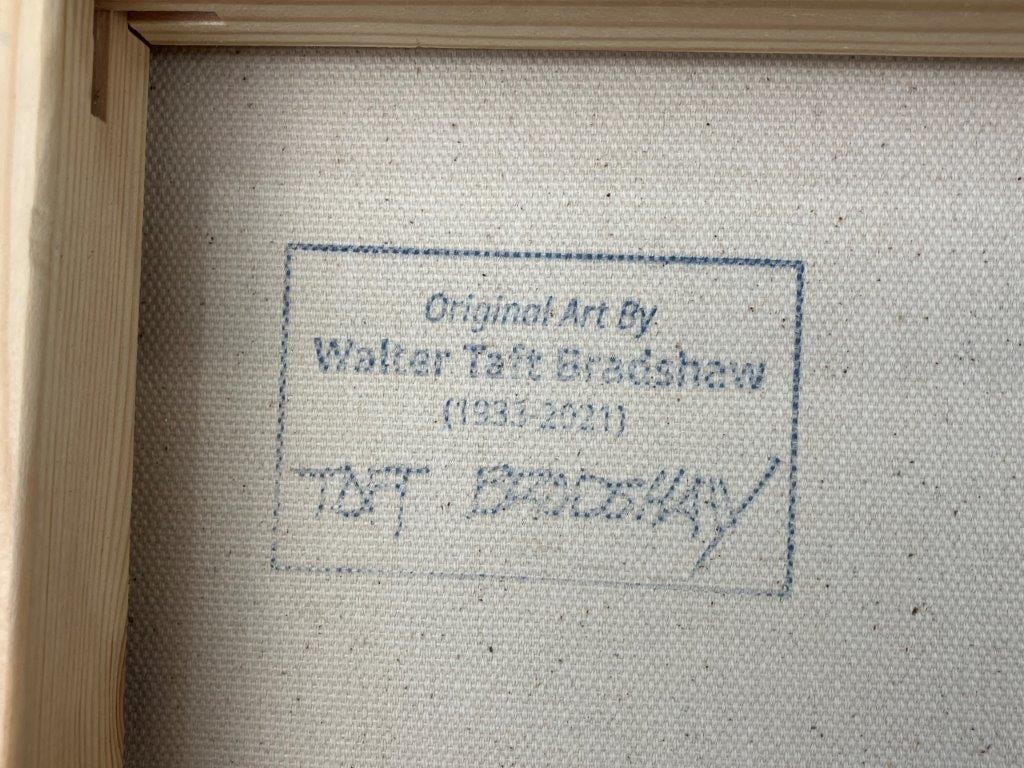 Original Art By
Walter Taft Bradshaw
(1933-2021)
TAFT BRADSHAW